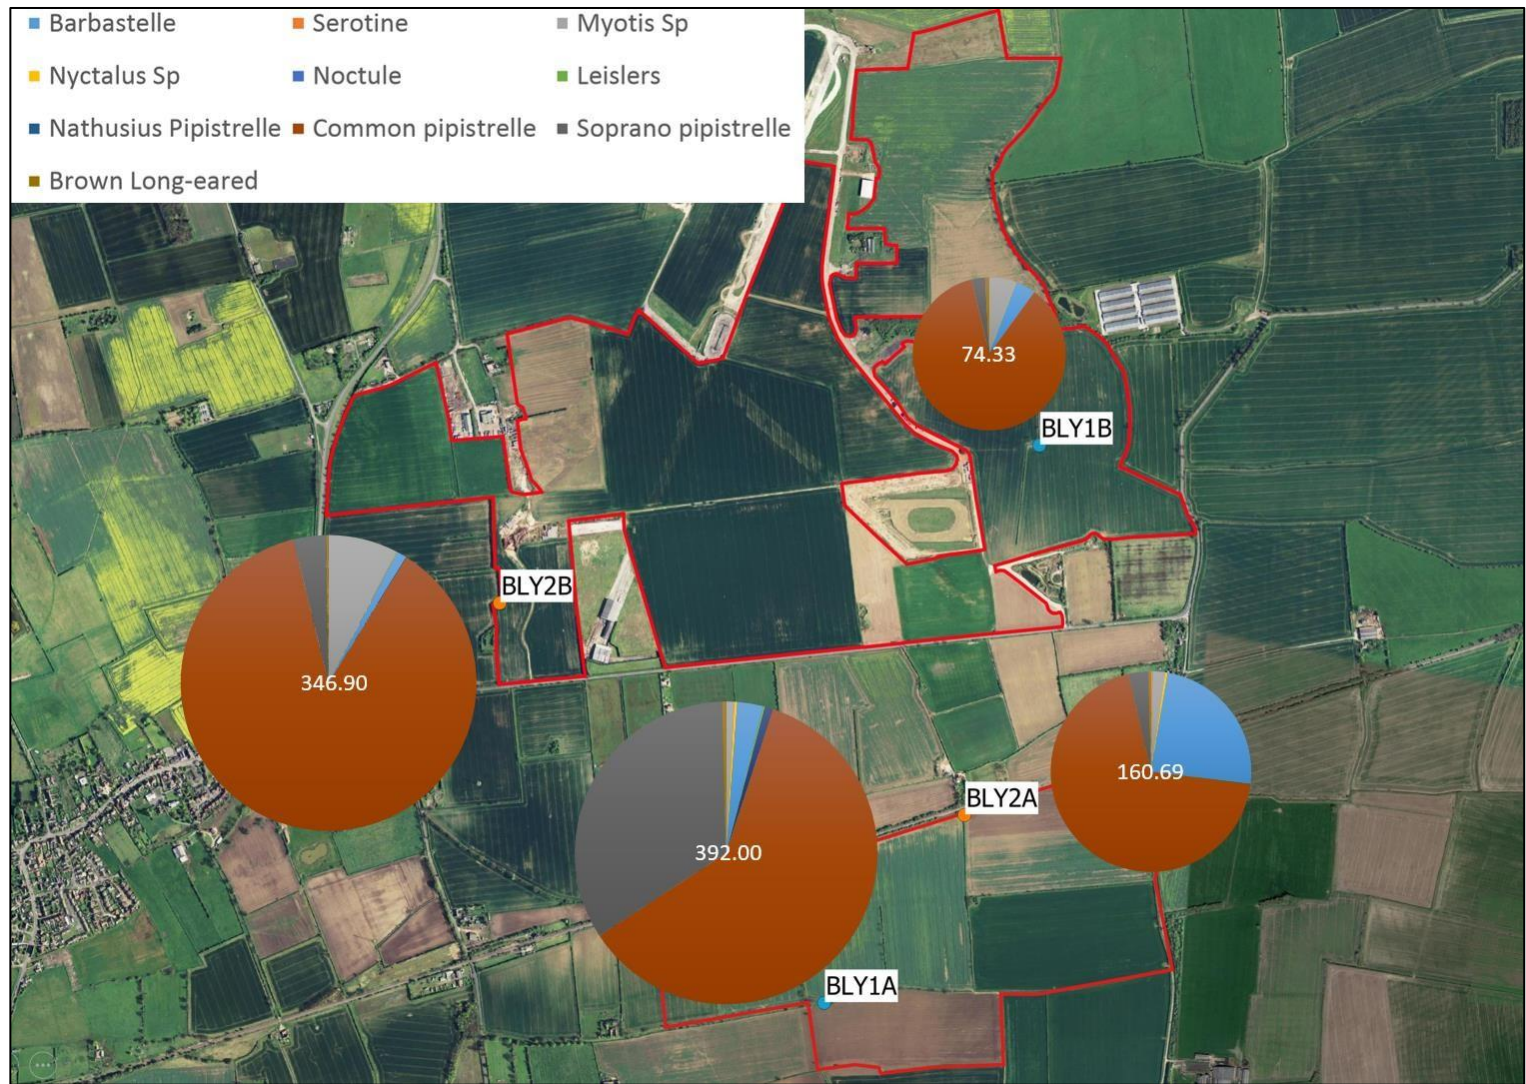 Barbastelle Serotine Myotis Sp
Nyctalus Sp Noctule Leislers
Nathusius Pipistrelle Common pipistrelle Soprano pipistrelle
Brown Long-eared
74.33
BLY1B
BLY2B
346.90
160.69
BLY2A
392.00
BLY1A